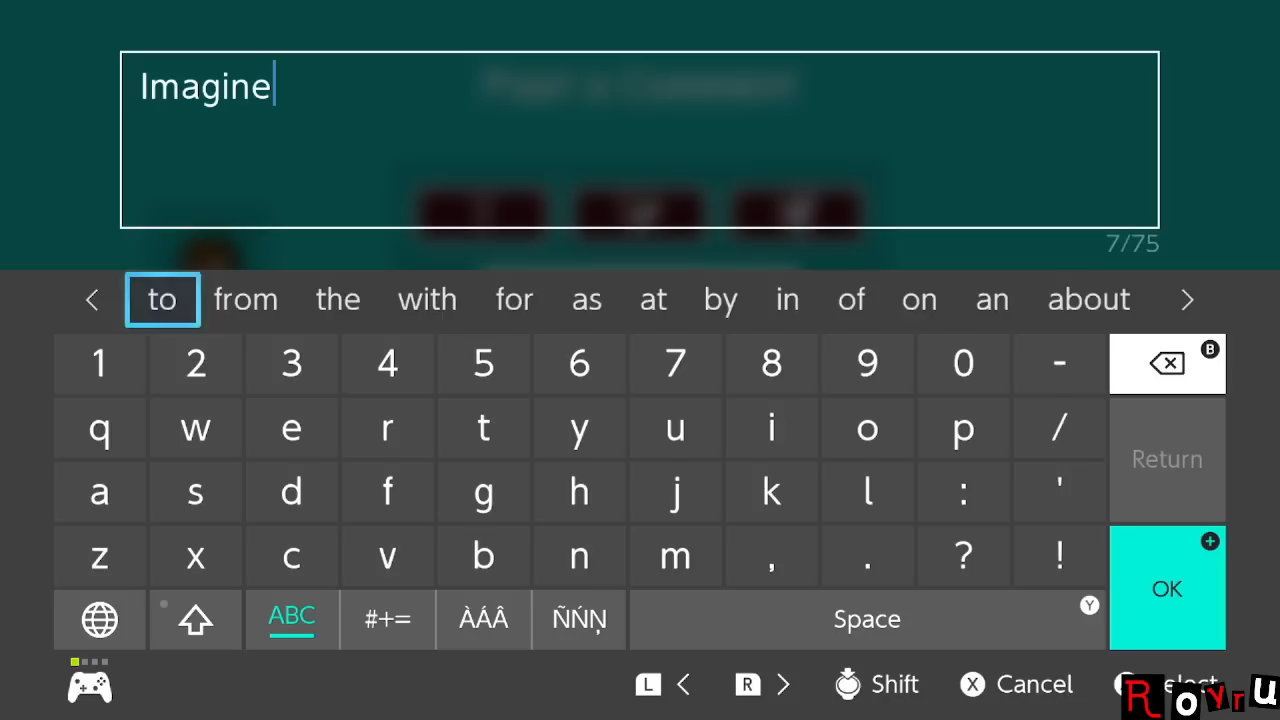 Imagine
7/75
to from the with for as at by in of on an about
1 2 3 4 5 6 7 8 9 0 - B
q w e r t y u i o p /
Return
a s d f g h j k l : '
z x c v b n m , . ? ! +
OK
ABC #+= ÀÁÂ ÑŃŅ Space Y
L R Shift X Cancel
Royru